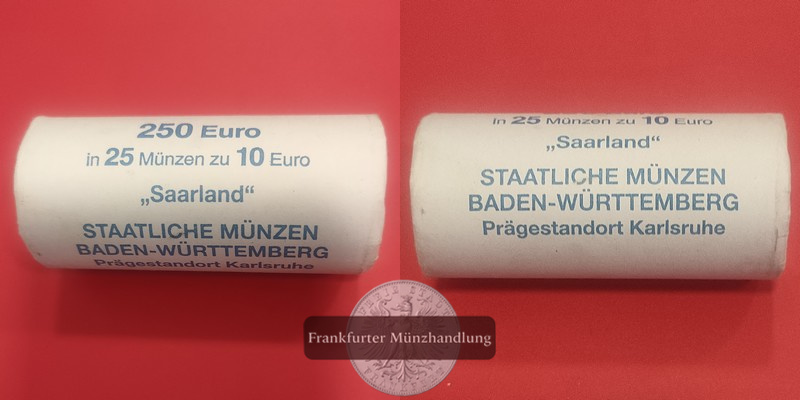 250 Euro
in 25 Münzen zu 10 Euro
„Saarland“
STAATLICHE MÜNZEN
BADEN-WÜRTTEMBERG
Prägestandort Karlsruhe
in 25 Münzen zu 10 Euro
„Saarland“
STAATLICHE MÜNZEN
BADEN-WÜRTTEMBERG
Prägestandort Karlsruhe
Frankfurter Münzhandlung